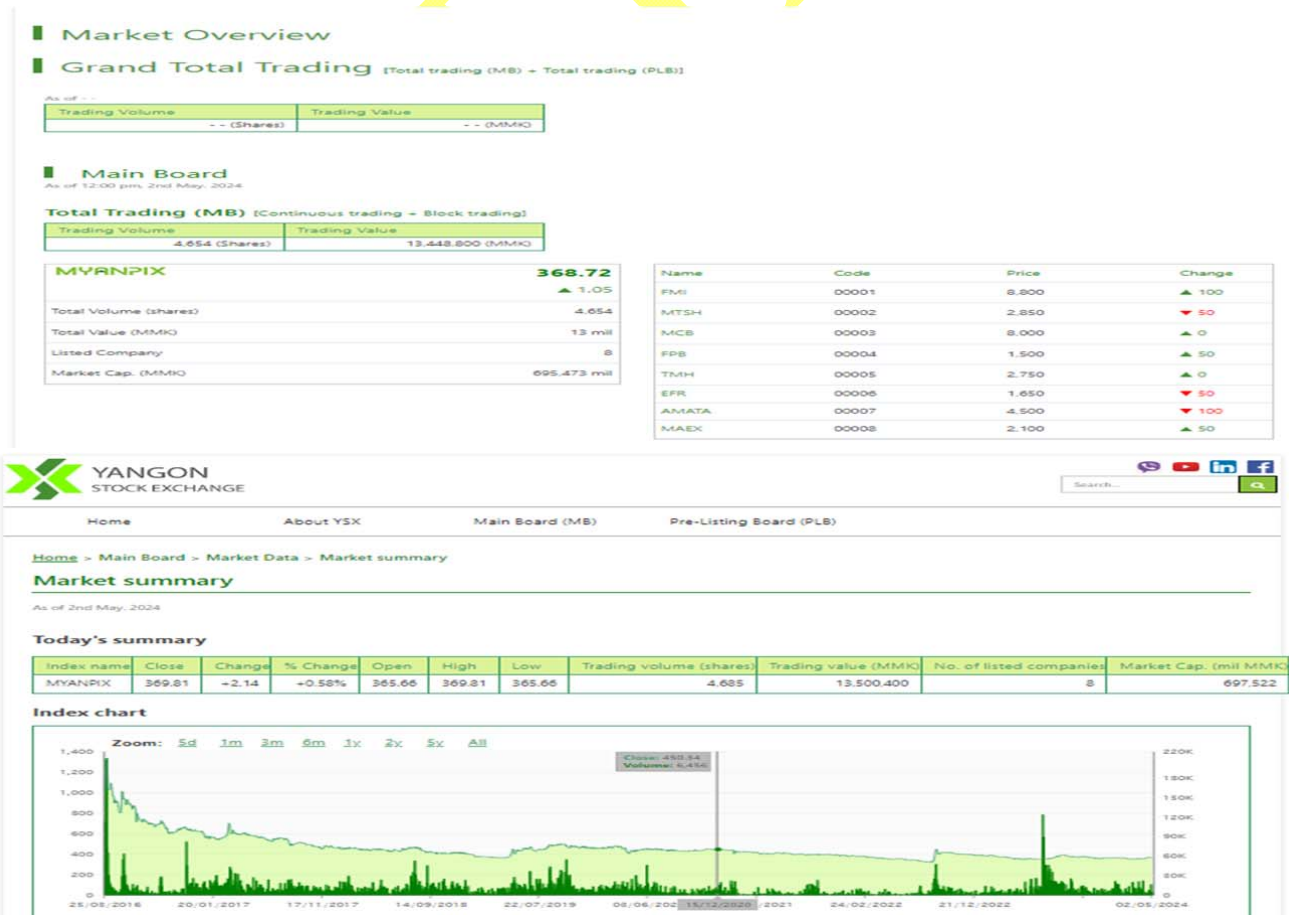 Market Overview
Grand Total Trading [Total trading (MB) + Total trading (PLB)]
As of - -
Trading Volume Trading Value
- - (Shares) - - (MMK)
Main Board
As of 12:00 pm, 2nd May, 2024
Total Trading (MB) [Continuous trading + Block trading]
Trading Volume Trading Value
4,654 (Shares) 13,448,800 (MMK)
MYANPIX 368.72
▲ 1.05
Total Volume (shares) 4,654
Total Value (MMK) 13 mil
Listed Company 8
Market Cap. (MMK) 695,473 mil
Name Code Price Change
FMI 00001 8,800 ▲ 100
MTSH 00002 2,850 ▼ 50
MCB 00003 8,000 ▲ 0
FPB 00004 1,500 ▲ 50
TMH 00005 2,750 ▲ 0
EFR 00006 1,650 ▼ 50
AMATA 00007 4,500 ▼ 100
MAEX 00008 2,100 ▲ 50
YANGON
STOCK EXCHANGE
Search...
Home About YSX Main Board (MB) Pre-Listing Board (PLB)
Home > Main Board > Market Data > Market summary
Market summary
As of 2nd May, 2024
Today's summary
Index name Close Change % Change Open High Low Trading volume (shares) Trading value (MMK) No. of listed companies Market Cap. (mil MMK)
MYANPIX 369.81 +2.14 +0.58% 365.66 369.81 365.66 4,685 13,500,400 8 697,522
Index chart
Zoom: 5d 1m 3m 6m 1y 2y 5y All
Close: 450.54
Volume: 6,456
1,400 220K
1,200 180K
1,000 150K
800 120K
600 90K
400 60K
200 30K
0 0
25/05/2016 20/01/2017 17/11/2017 14/09/2018 22/07/2019 08/06/202 15/12/2020 /2021 24/02/2022 21/12/2022 02/05/2024